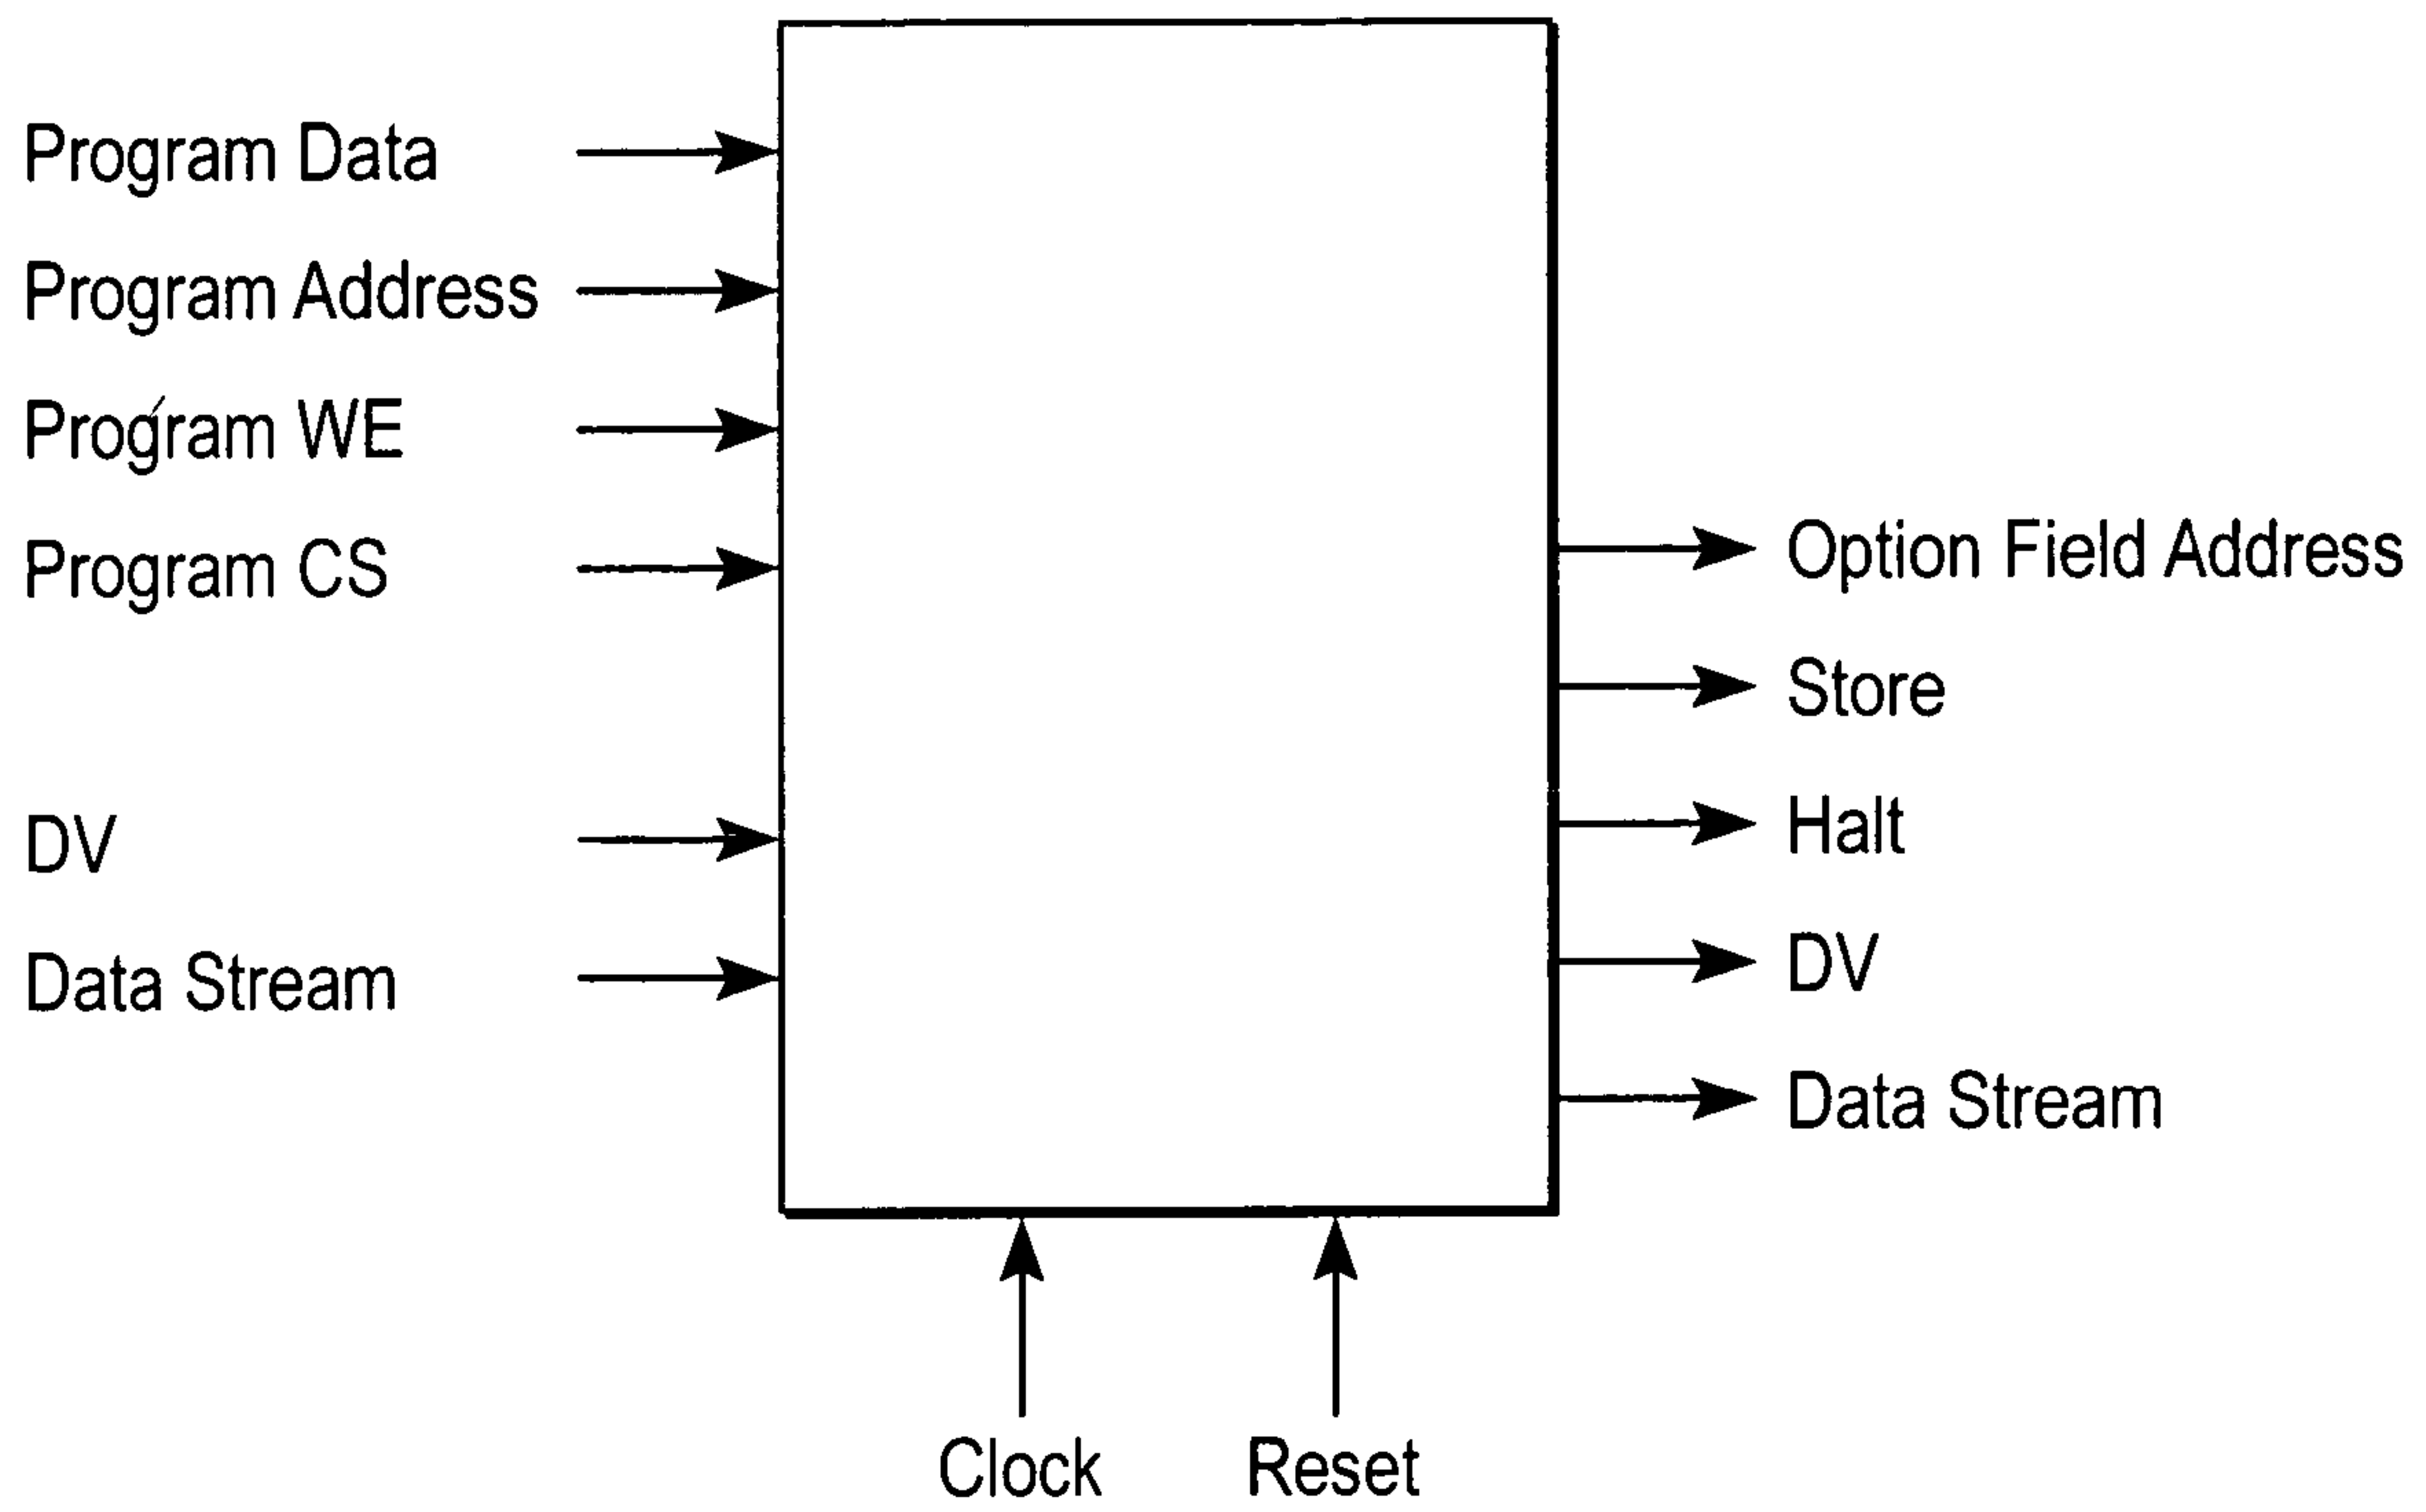 Program Data
Program Address
Program WE
Program CS
DV
Data Stream
Option Field Address
Store
Halt
DV
Data Stream
Clock
Reset